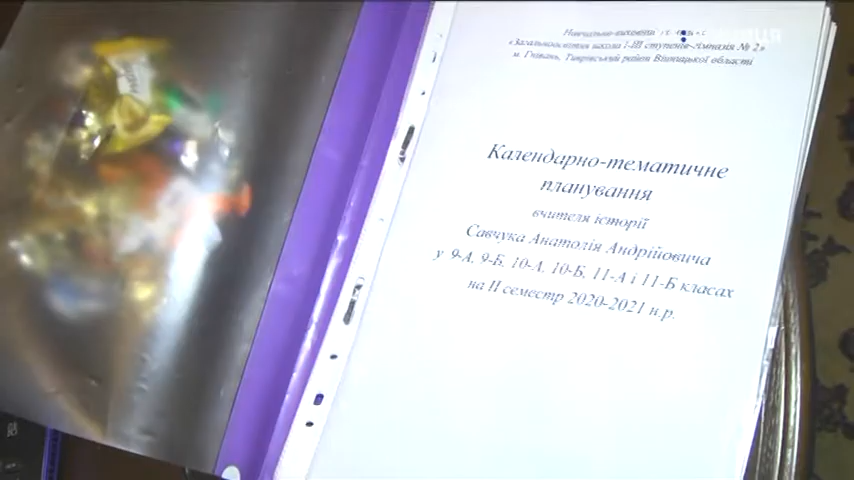 «Загальноосвітня школа І-ІІІ ступенів-гімназія № 2»
м. Гнівань, Тиврівський район Вінницької області
Календарно-тематичне
планування
вчителя історії
Савчука Анатолія Андрійовича
у 9-А, 9-Б, 10-А, 10-Б, 11-А і 11-Б класах
на ІІ семестр 2020-2021 н.р.